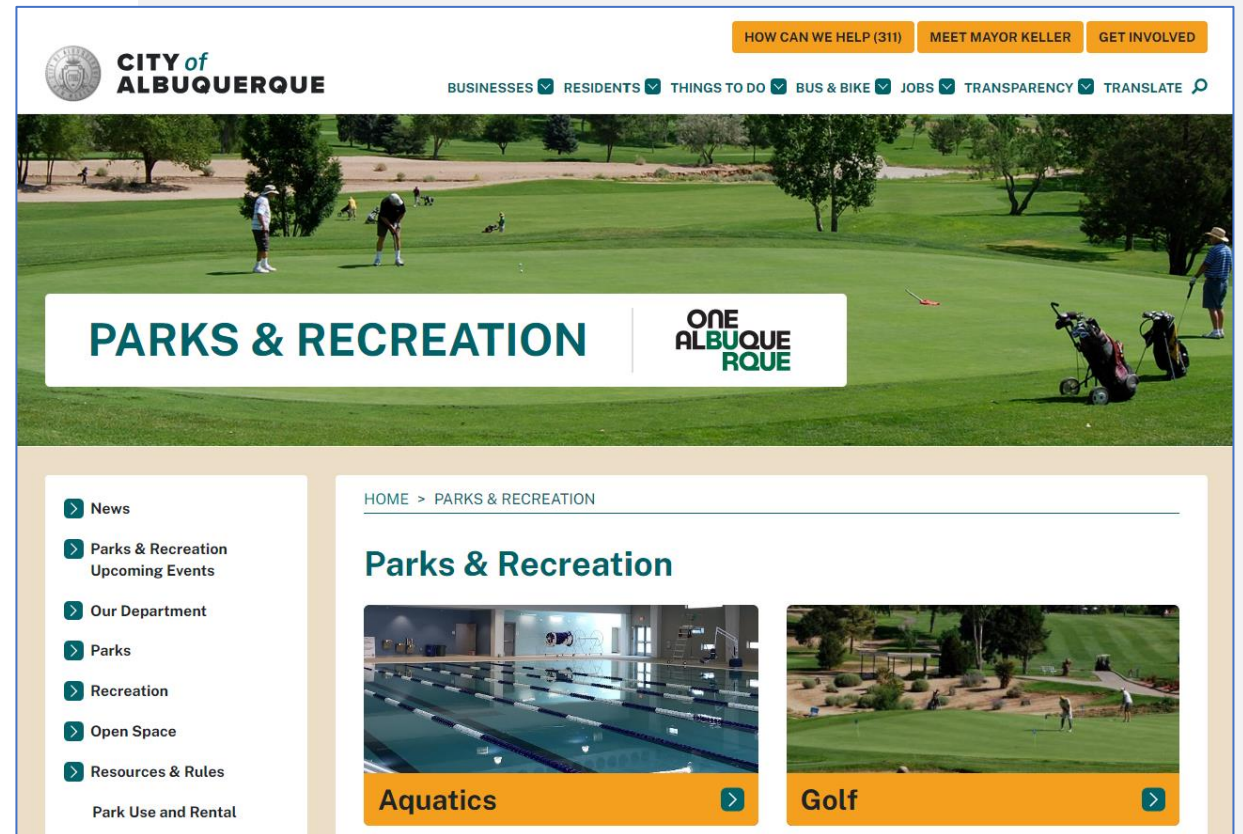 HOW CAN WE HELP (311) MEET MAYOR KELLER GET INVOLVED
CITY of
ALBUQUERQUE
BUSINESSES RESIDENTS THINGS TO DO BUS & BIKE JOBS TRANSPARENCY TRANSLATE
PARKS & RECREATION
ONE
ALBUQUE
RQUE
News
Parks & Recreation
Upcoming Events
Our Department
Parks
Recreation
Open Space
Resources & Rules
Park Use and Rental
HOME > PARKS & RECREATION
Parks & Recreation
Aquatics
Golf